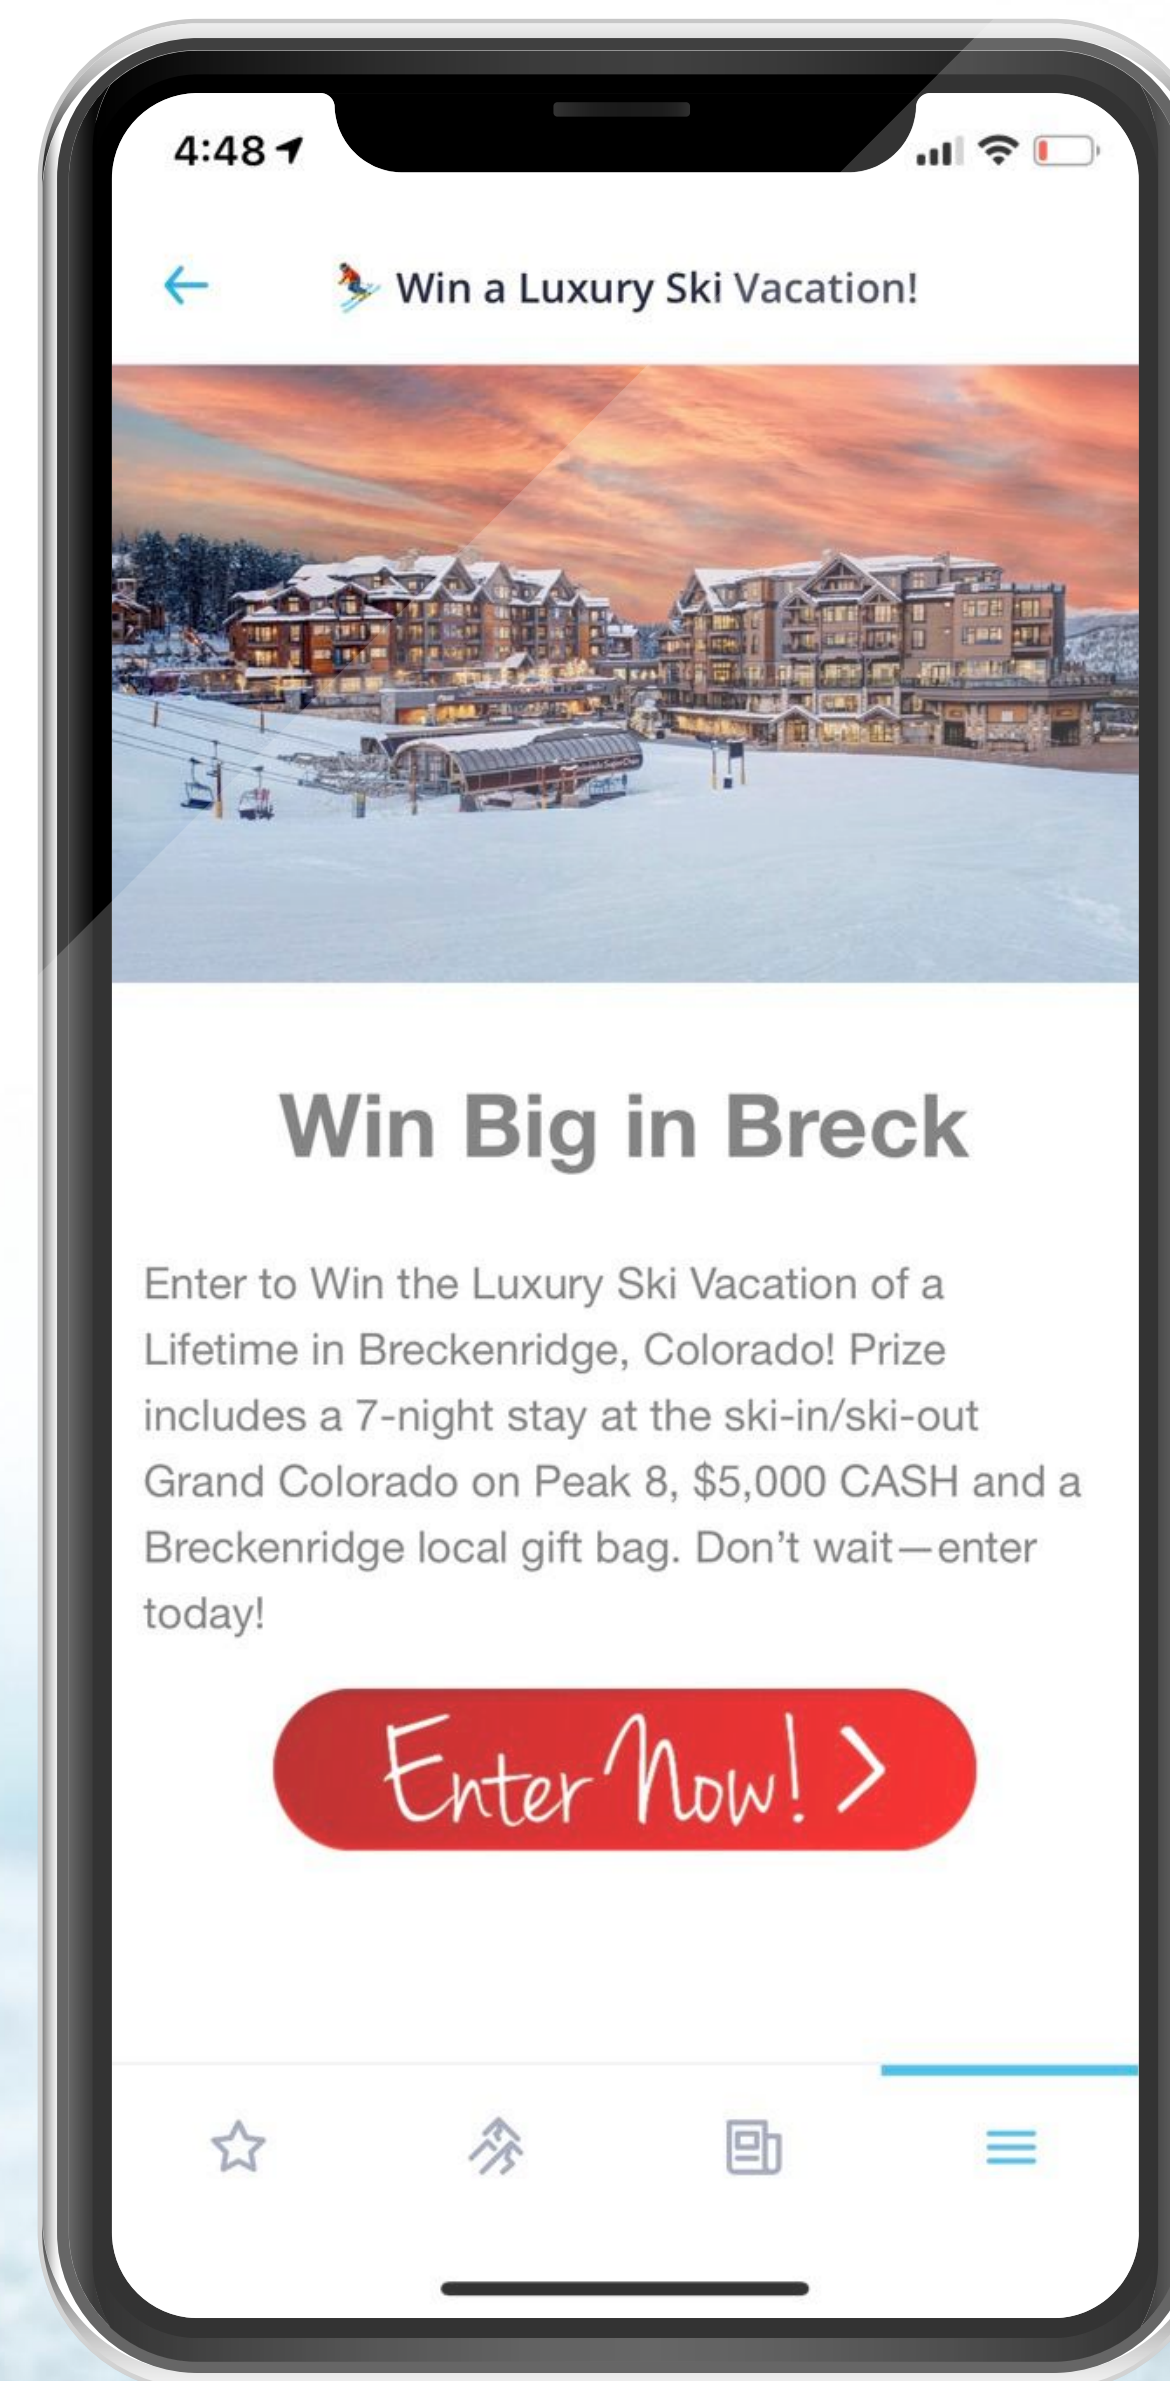 4:48
Win a Luxury Ski Vacation!
Win Big in Breck
Enter to Win the Luxury Ski Vacation of a
Lifetime in Breckenridge, Colorado! Prize
includes a 7-night stay at the ski-in/ski-out
Grand Colorado on Peak 8, $5,000 CASH and a
Breckenridge local gift bag. Don’t wait—enter
today!
Enter Now! >